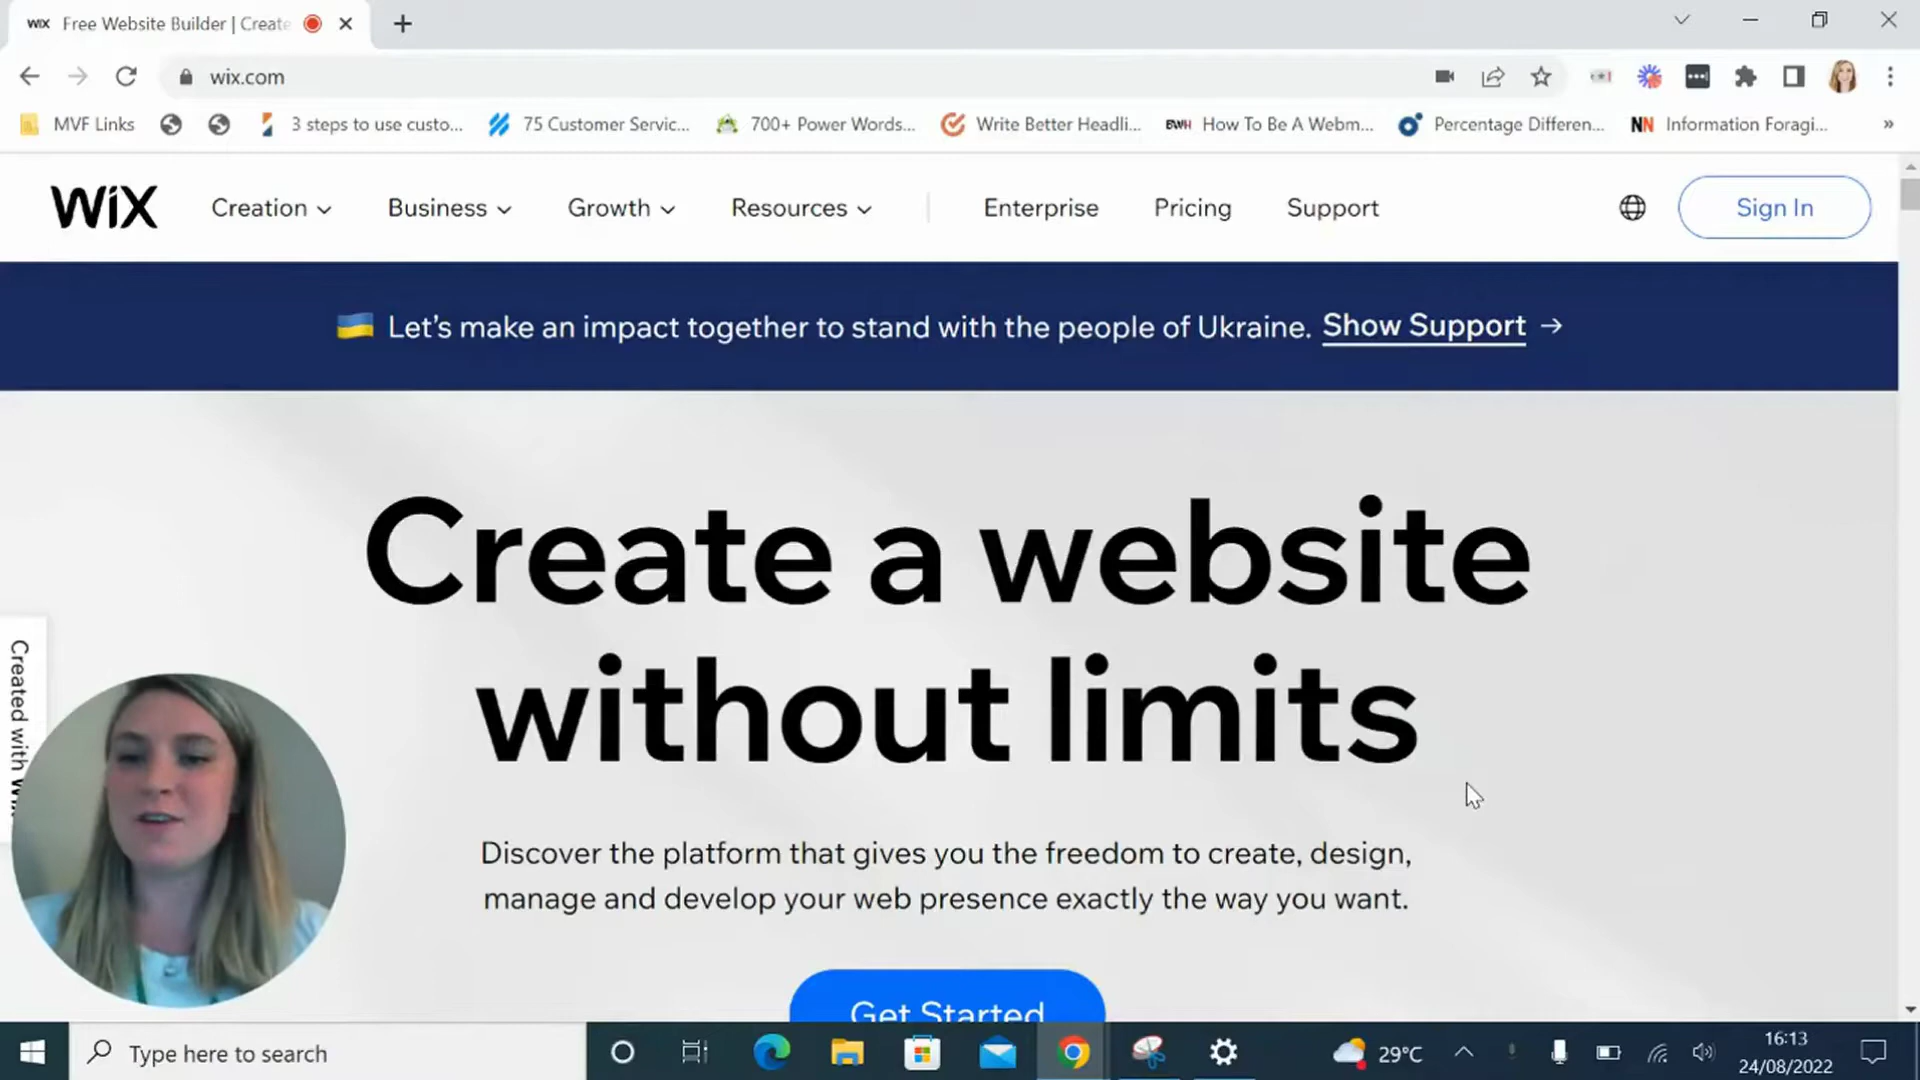 WIX Free Website Builder | Create
wix.com
MVF Links
3 steps to use custo...
75 Customer Servic...
700+ Power Words...
Write Better Headli...
BWH How To Be A Webm...
Percentage Differen...
NN Information Foragi...
»
WiX
Creation
Business
Growth
Resources
Enterprise
Pricing
Support
Sign In
Let's make an impact together to stand with the people of Ukraine. Show Support →
Create a website
without limits
Discover the platform that gives you the freedom to create, design,
manage and develop your web presence exactly the way you want.
Get Started
Created with Wix
Type here to search
29°C
16:13
24/08/2022